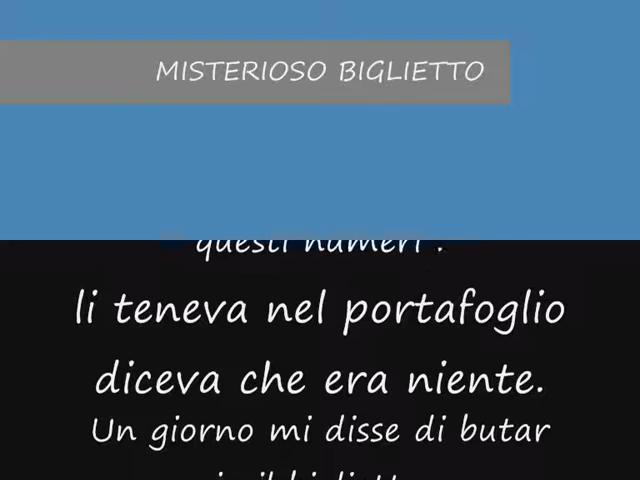 MISTERIOSO BIGLIETTO
questi numeri .
li teneva nel portafoglio
diceva che era niente.
Un giorno mi disse di butar